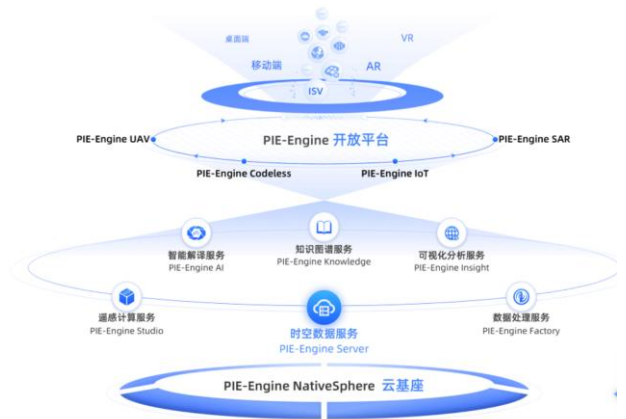 桌面端 VR
移动端 AR
ISV
PIE-Engine 开放平台
PIE-Engine UAV PIE-Engine SAR
PIE-Engine Codeless PIE-Engine IoT
知识图谱服务
PIE-Engine Knowledge
智能解译服务
PIE-Engine AI
可视化分析服务
PIE-Engine Insight
遥感计算服务
PIE-Engine Studio
时空数据服务
PIE-Engine Server
数据处理服务
PIE-Engine Factory
PIE-Engine NativeSphere 云基座